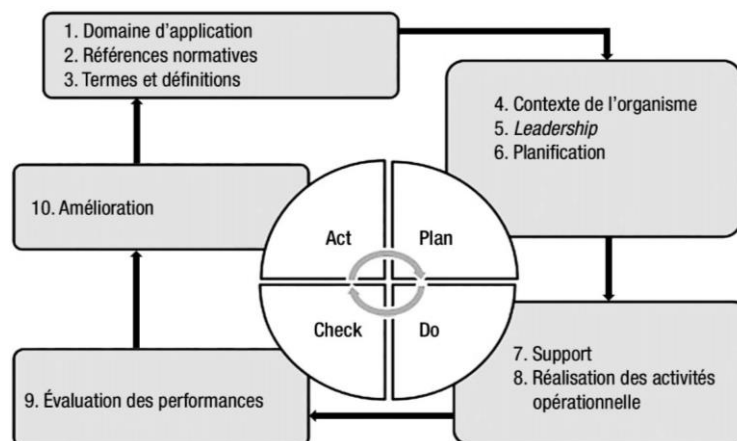 1. Domaine d'application
2. Références normatives
3. Termes et définitions
4. Contexte de l'organisme
5. Leadership
6. Planification
10. Amélioration
Act
Plan
Check
Do
7. Support
8. Réalisation des activités
opérationnelle
9. Évaluation des performances